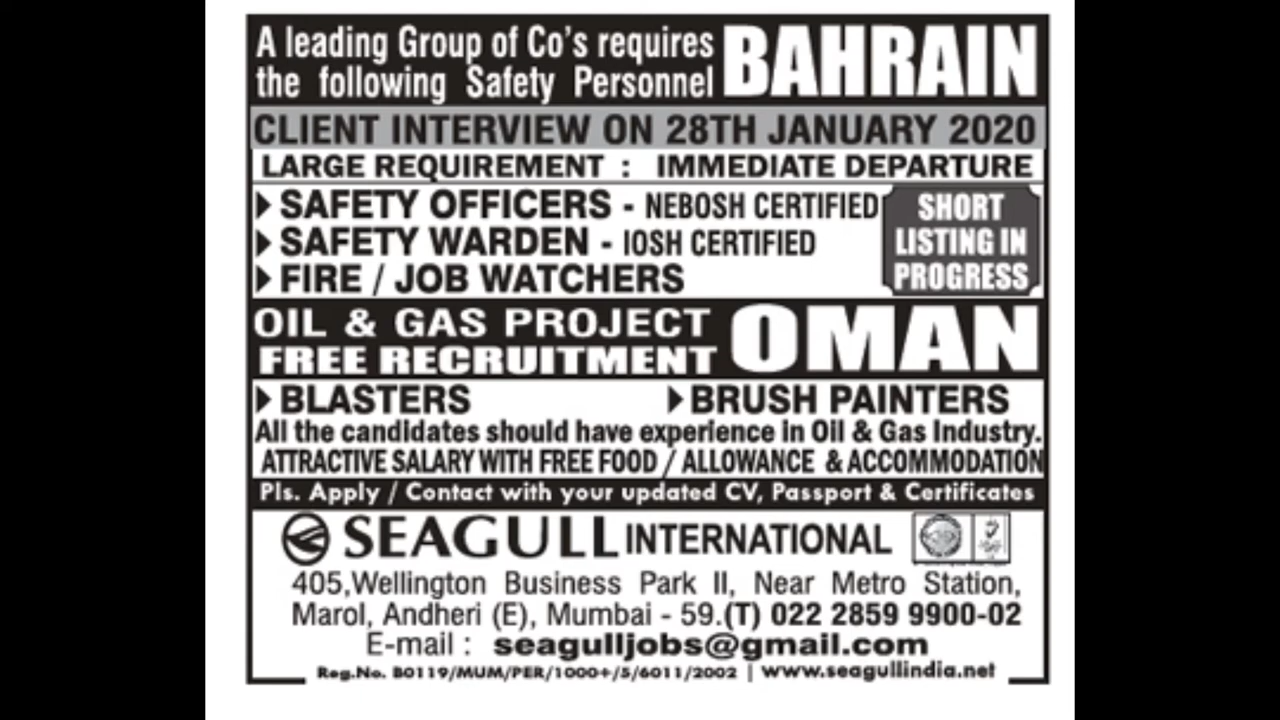 A leading Group of Co's requires
the following Safety Personnel
BAHRAIN
CLIENT INTERVIEW ON 28TH JANUARY 2020
LARGE REQUIREMENT : IMMEDIATE DEPARTURE
SAFETY OFFICERS - NEBOSH CERTIFIED
SAFETY WARDEN - IOSH CERTIFIED
FIRE / JOB WATCHERS
SHORT
LISTING IN
PROGRESS
OIL & GAS PROJECT
FREE RECRUITMENT
OMAN
BLASTERS
BRUSH PAINTERS
All the candidates should have experience in Oil & Gas Industry.
ATTRACTIVE SALARY WITH FREE FOOD / ALLOWANCE & ACCOMMODATION
Pls. Apply / Contact with your updated CV, Passport & Certificates
SEAGULL INTERNATIONAL
405,Wellington Business Park II, Near Metro Station,
Marol, Andheri (E), Mumbai - 59.(T) 022 2859 9900-02
E-mail : seagulljobs@gmail.com
Reg.No. B0119/MUM/PER/1000+/5/6011/2002 | www.seagullindia.net